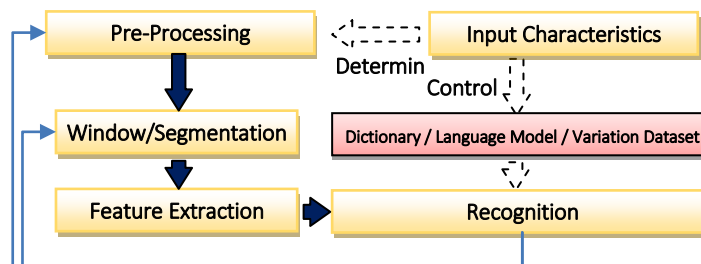 Pre-Processing
Input Characteristics
Determin
Control
Window/Segmentation
Dictionary / Language Model / Variation Dataset
Feature Extraction
Recognition